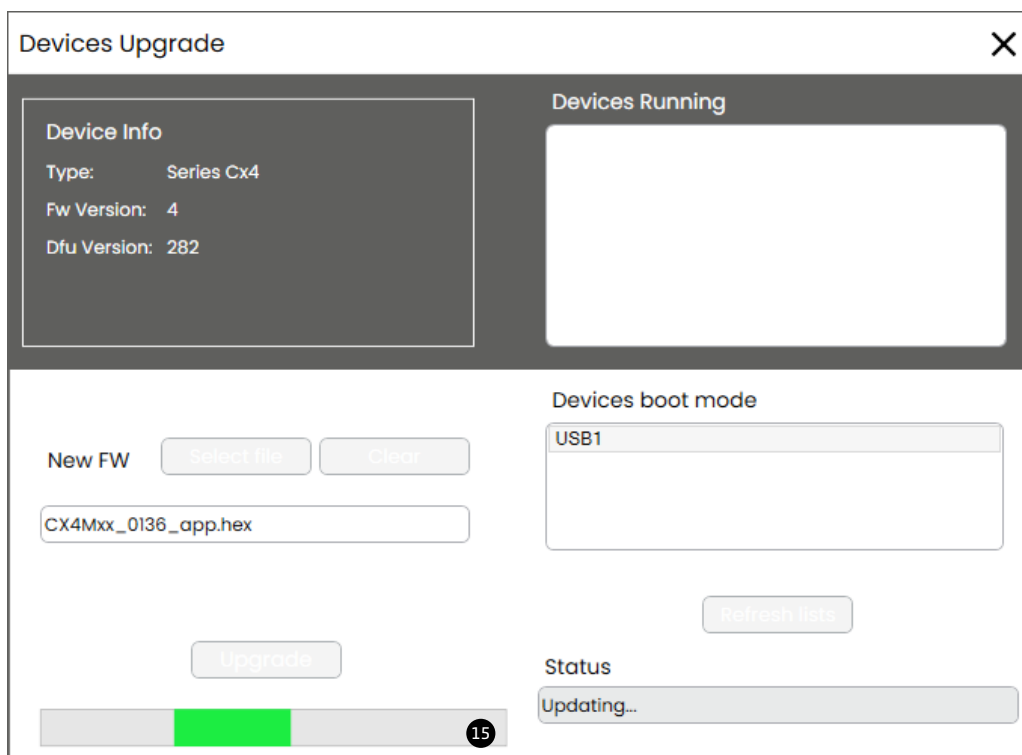 Devices Upgrade
Device Info
Type: Series Cx4
Fw Version: 4
Dfu Version: 282
Devices Running
New FW Select file Clear
CX4Mxx_0136_app.hex
Upgrade
15
Devices boot mode
USB1
Refresh lists
Status
Updating...